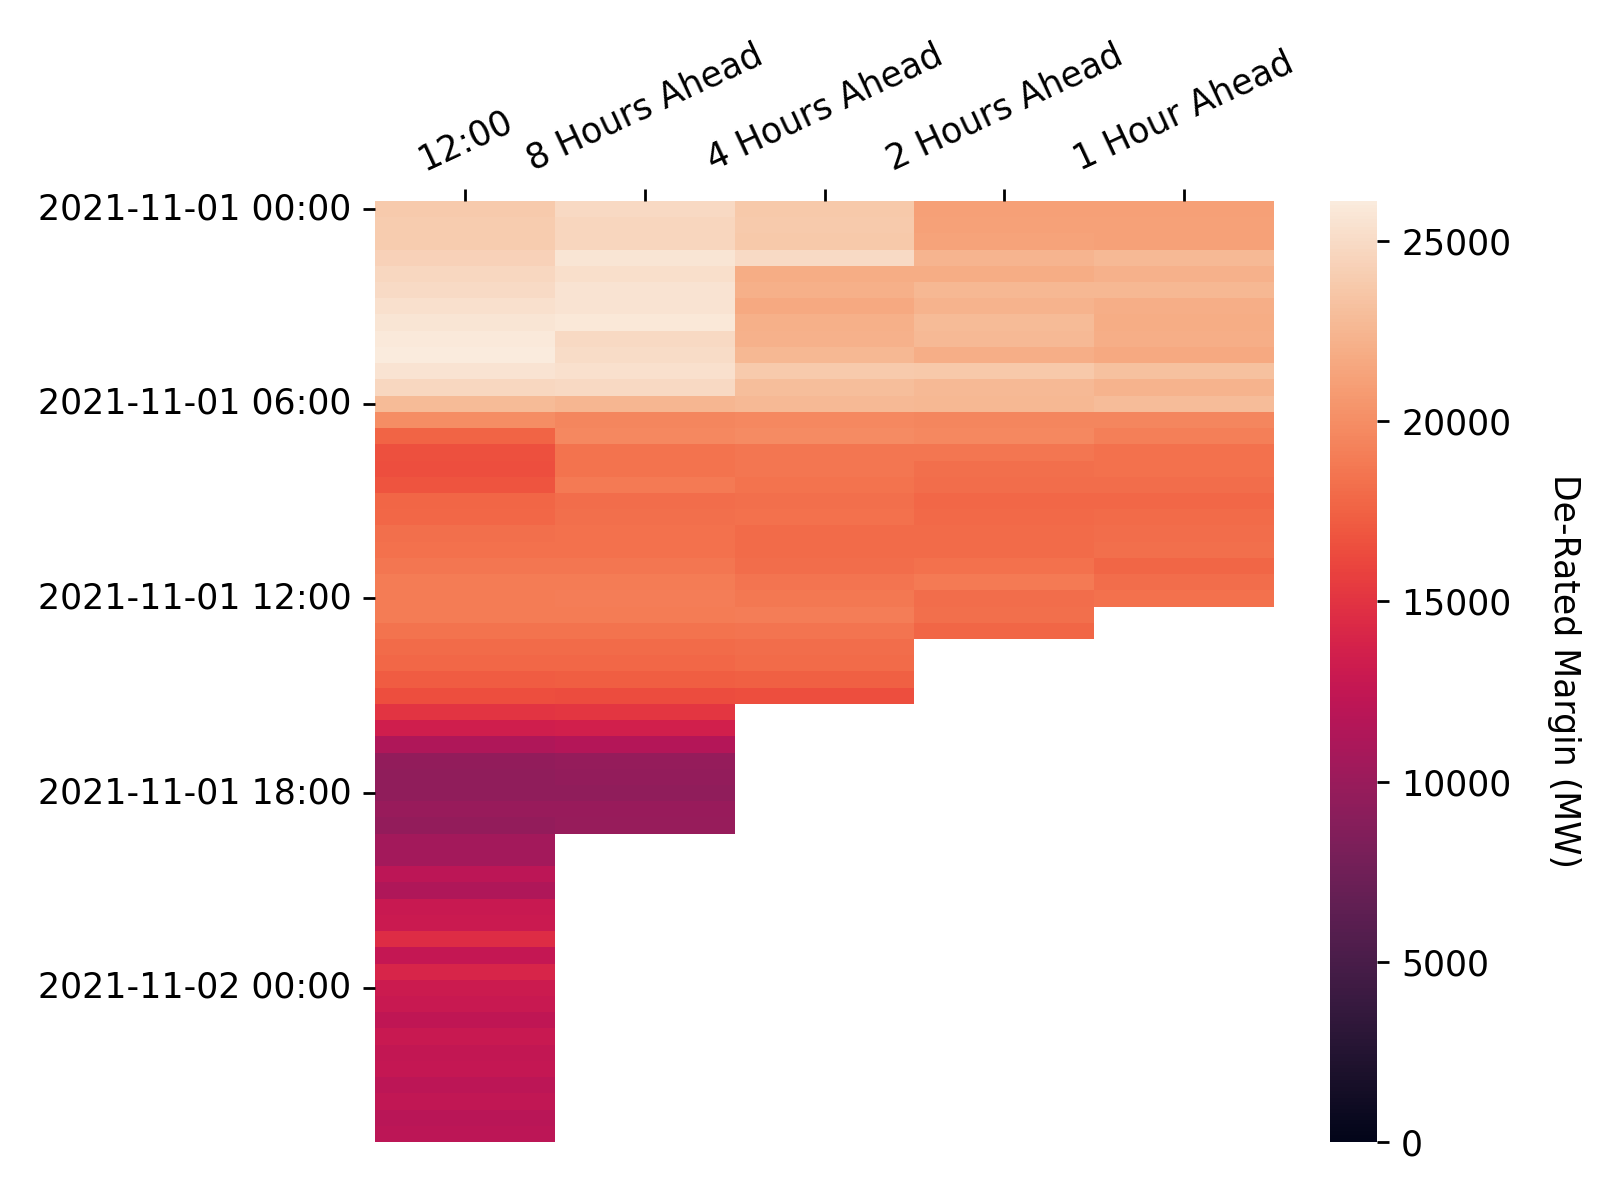 12:00
8 Hours Ahead
4 Hours Ahead
2 Hours Ahead
1 Hour Ahead
2021-11-01 00:00
2021-11-01 06:00
2021-11-01 12:00
2021-11-01 18:00
2021-11-02 00:00
25000
20000
15000
10000
5000
0
De-Rated Margin (MW)